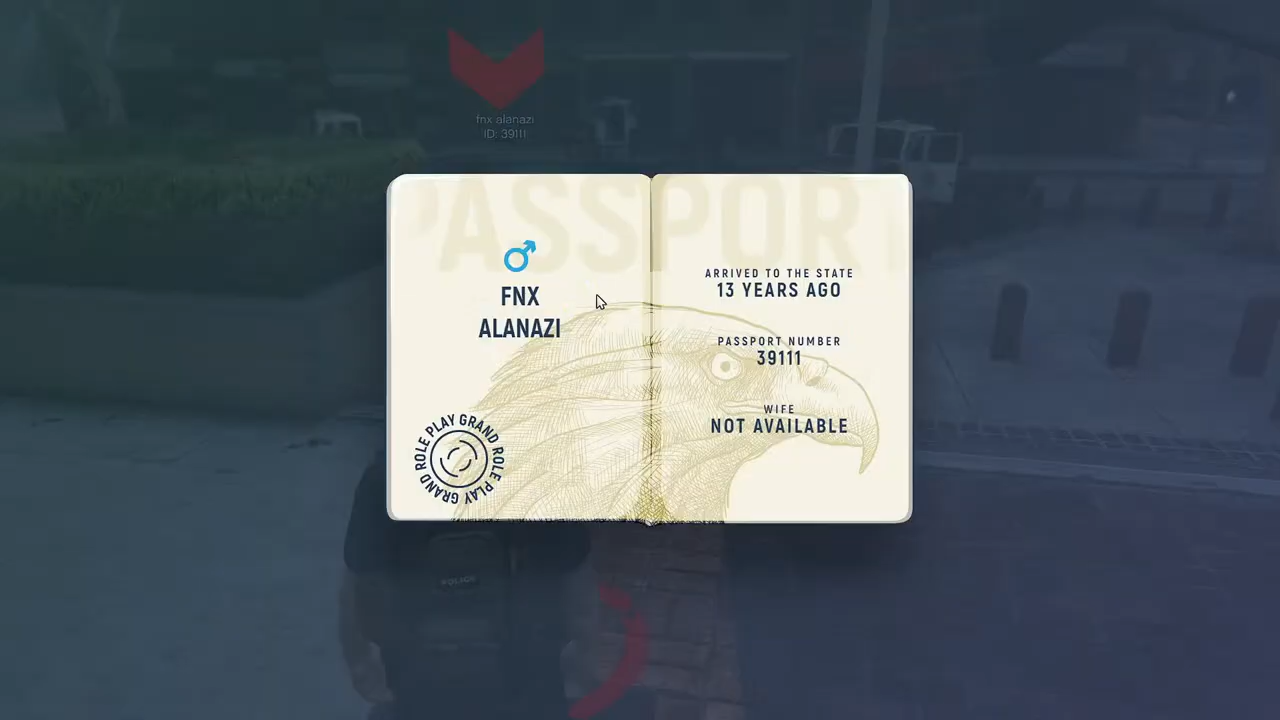 fnx alanazi
ID: 39111
PASSPORT
FNX
ALANAZI
ARRIVED TO THE STATE
13 YEARS AGO
PASSPORT NUMBER
39111
WIFE
NOT AVAILABLE
GRAND ROLE PLAY GRAND ROLE PLAY
POLICE